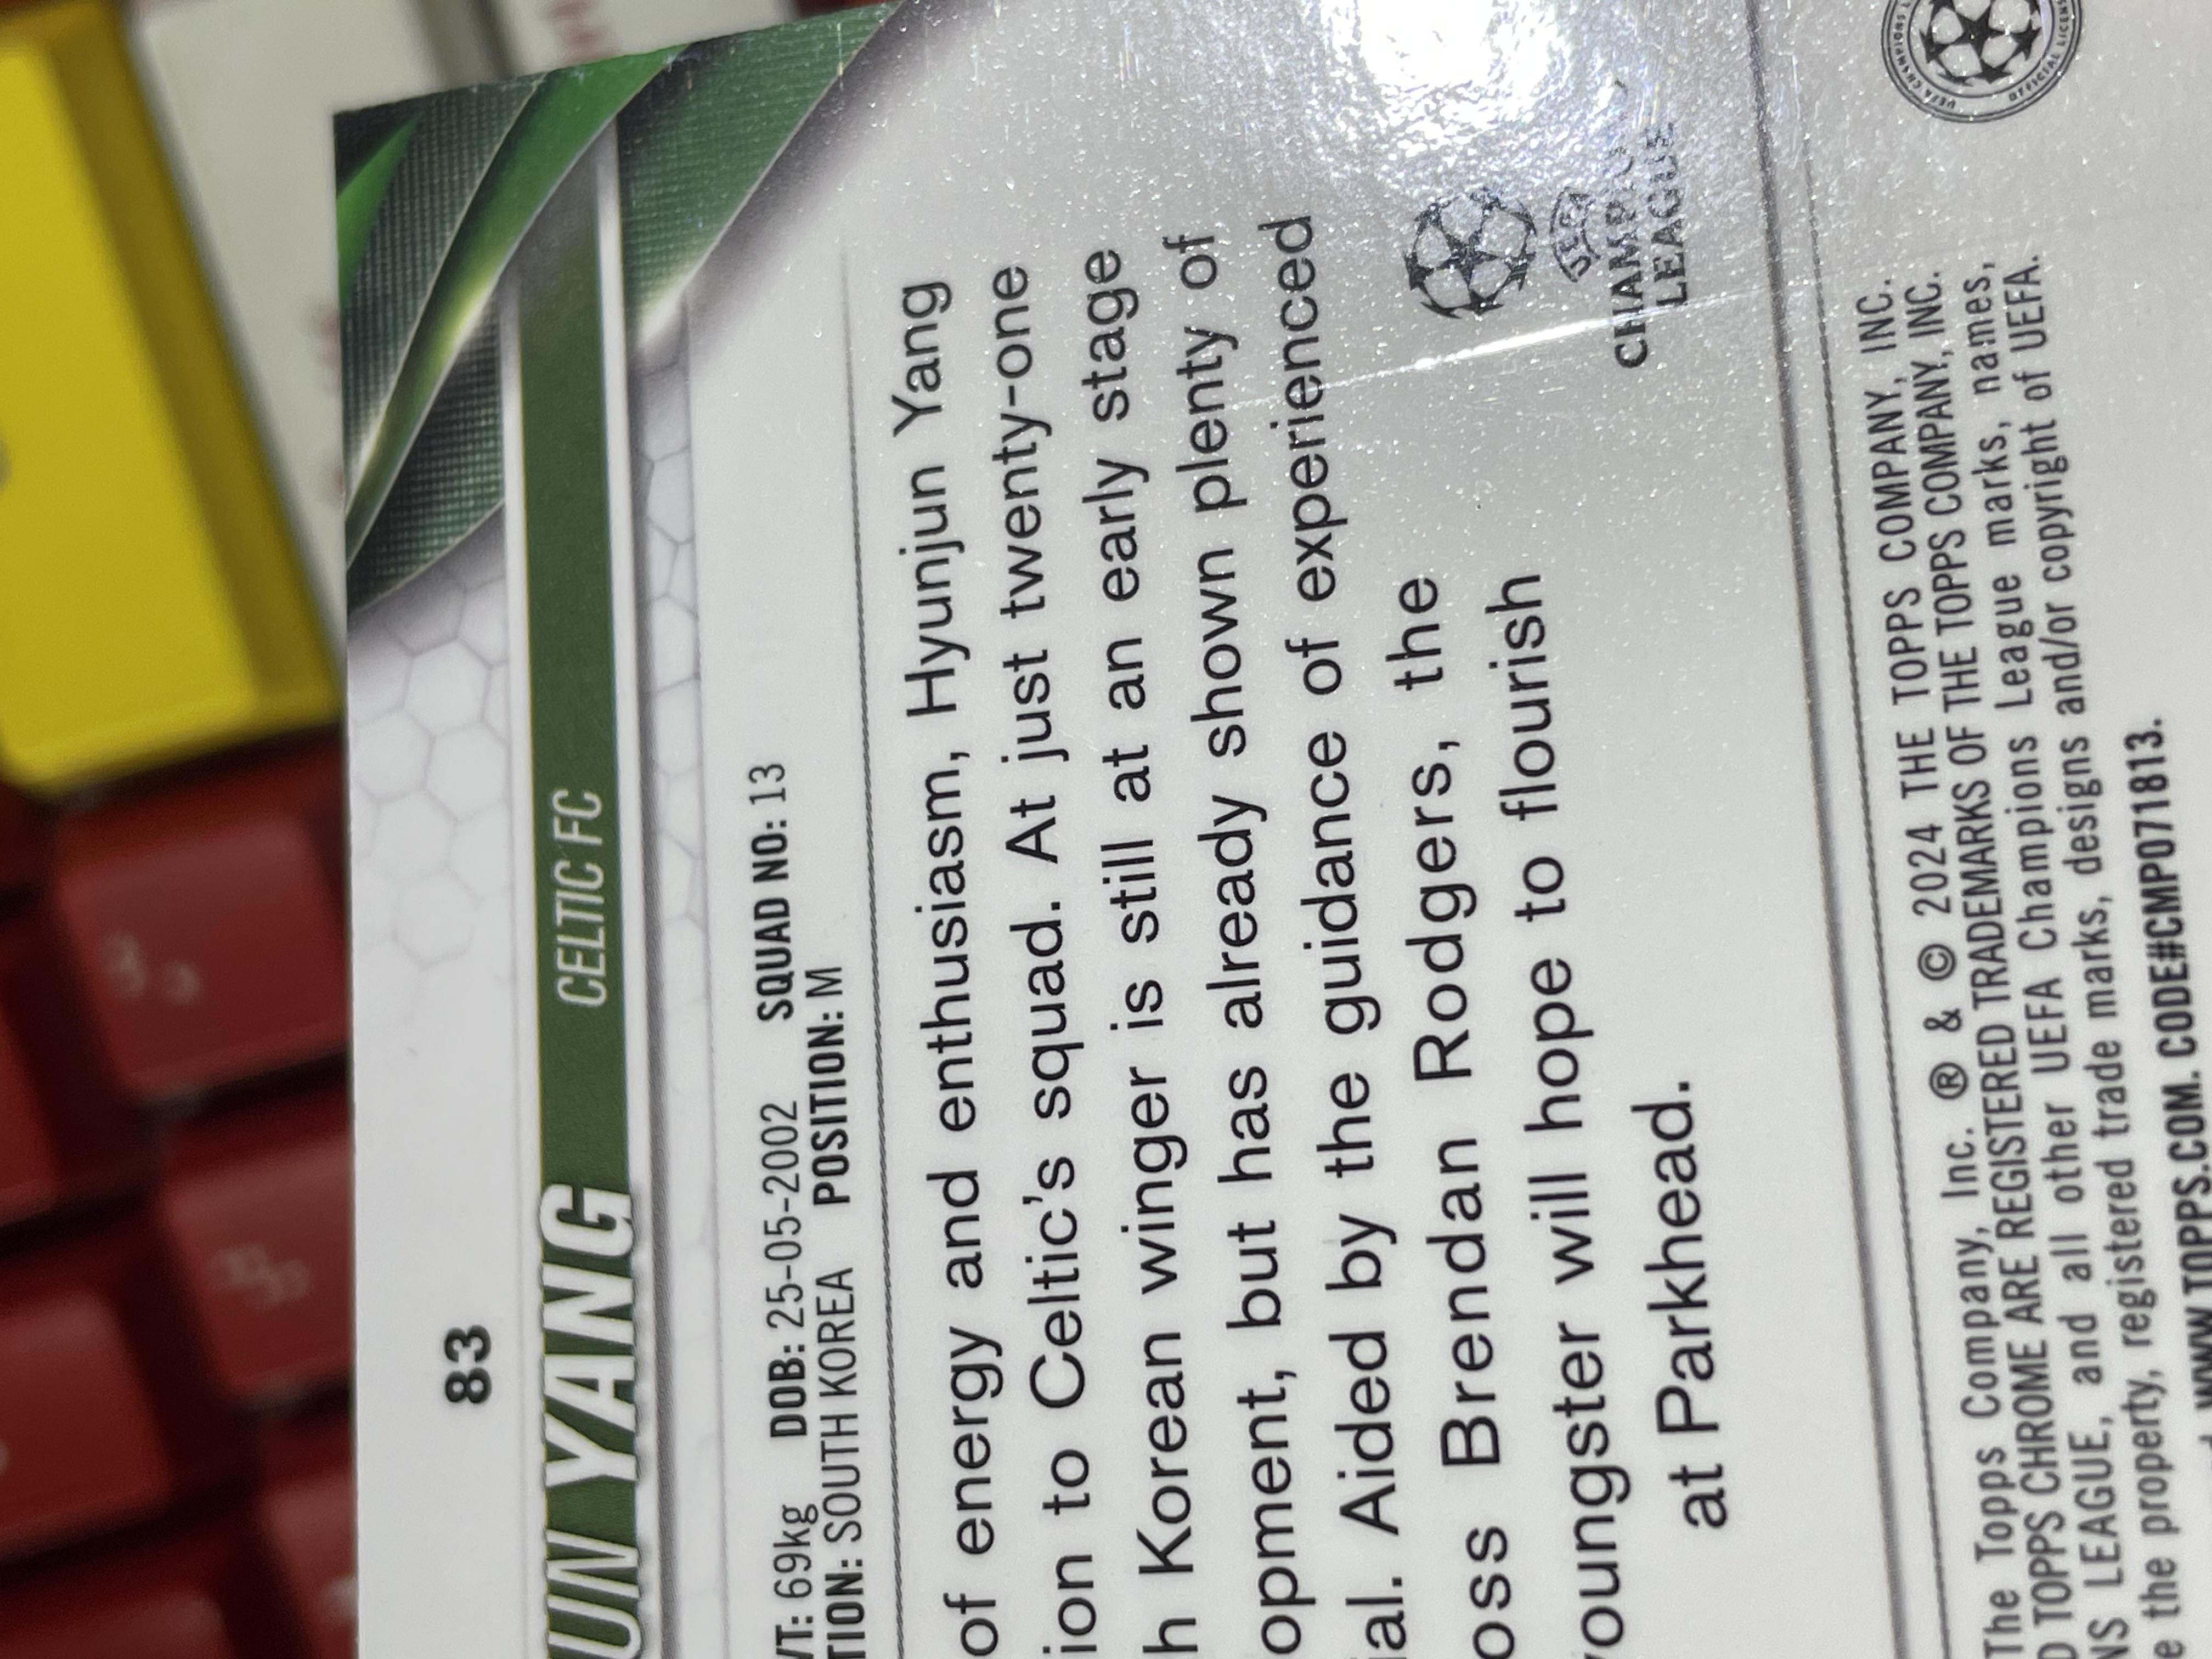 83
UN YANG CELTIC FC
WT: 69kg DOB: 25-05-2002 SQUAD NO: 13
TION: SOUTH KOREA POSITION: M
of energy and enthusiasm, Hyunjun Yang
ion to Celtic's squad. At just twenty-one
h Korean winger is still at an early stage
opment, but has already shown plenty of
ial. Aided by the guidance of experienced
oss Brendan Rodgers, the
youngster will hope to flourish
at Parkhead.
UEFA
CHAMPIO
LEAGUE
The Topps Company, Inc. ® & © 2024 THE TOPPS COMPANY, INC.
D TOPPS CHROME ARE REGISTERED TRADEMARKS OF THE TOPPS COMPANY, INC.
NS LEAGUE, and all other UEFA Champions League marks, names,
e the property, registered trade marks, designs and/or copyright of UEFA.
WWW.TOPPS.COM. CODE#CMP071813.